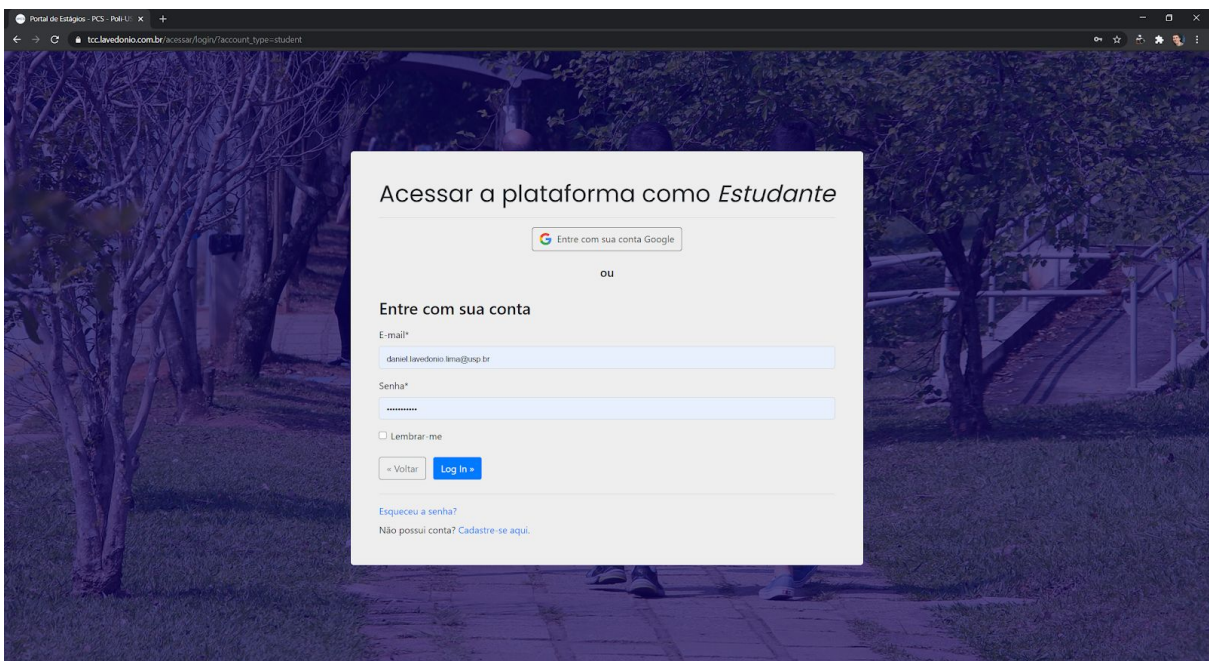 Portal de Estágios - PCS - Poli-US
tcc.lavedonio.com.br/acessar/login/?account_type=student
Acessar a plataforma como Estudante
Entre com sua conta Google
ou
Entre com sua conta
E-mail*
daniel.lavedonio.lima@usp.br
Senha*
•••••••••••
Lembrar-me
« Voltar
Log In »
Esqueceu a senha?
Não possui conta? Cadastre-se aqui.